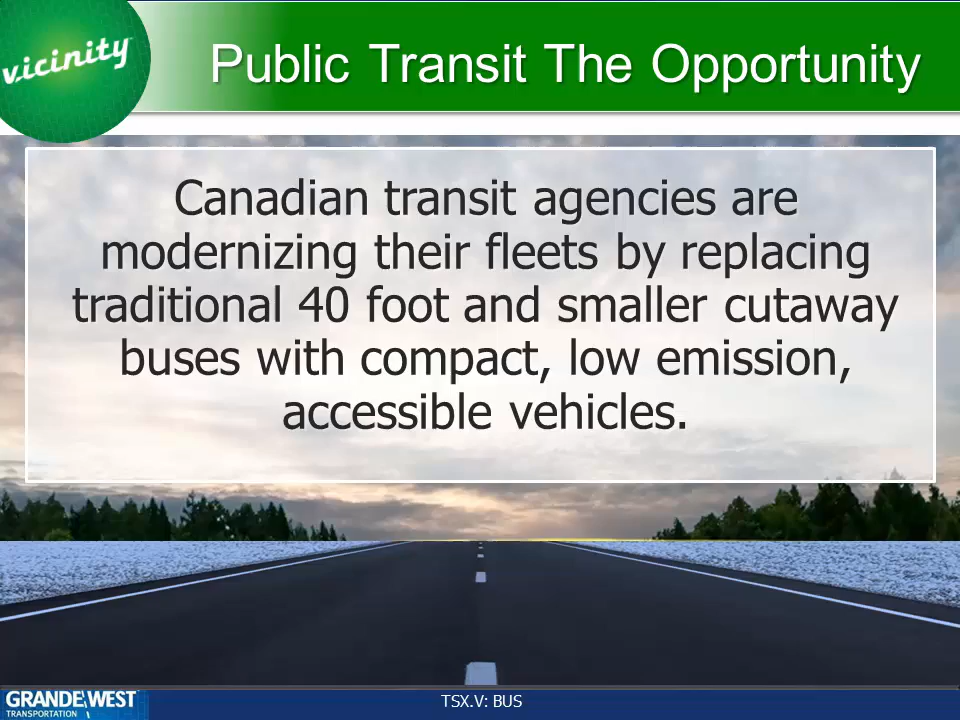 vicinity
Public Transit The Opportunity
Canadian transit agencies are
modernizing their fleets by replacing
traditional 40 foot and smaller cutaway
buses with compact, low emission,
accessible vehicles.
GRANDE WEST
TRANSPORTATION
TSX.V: BUS